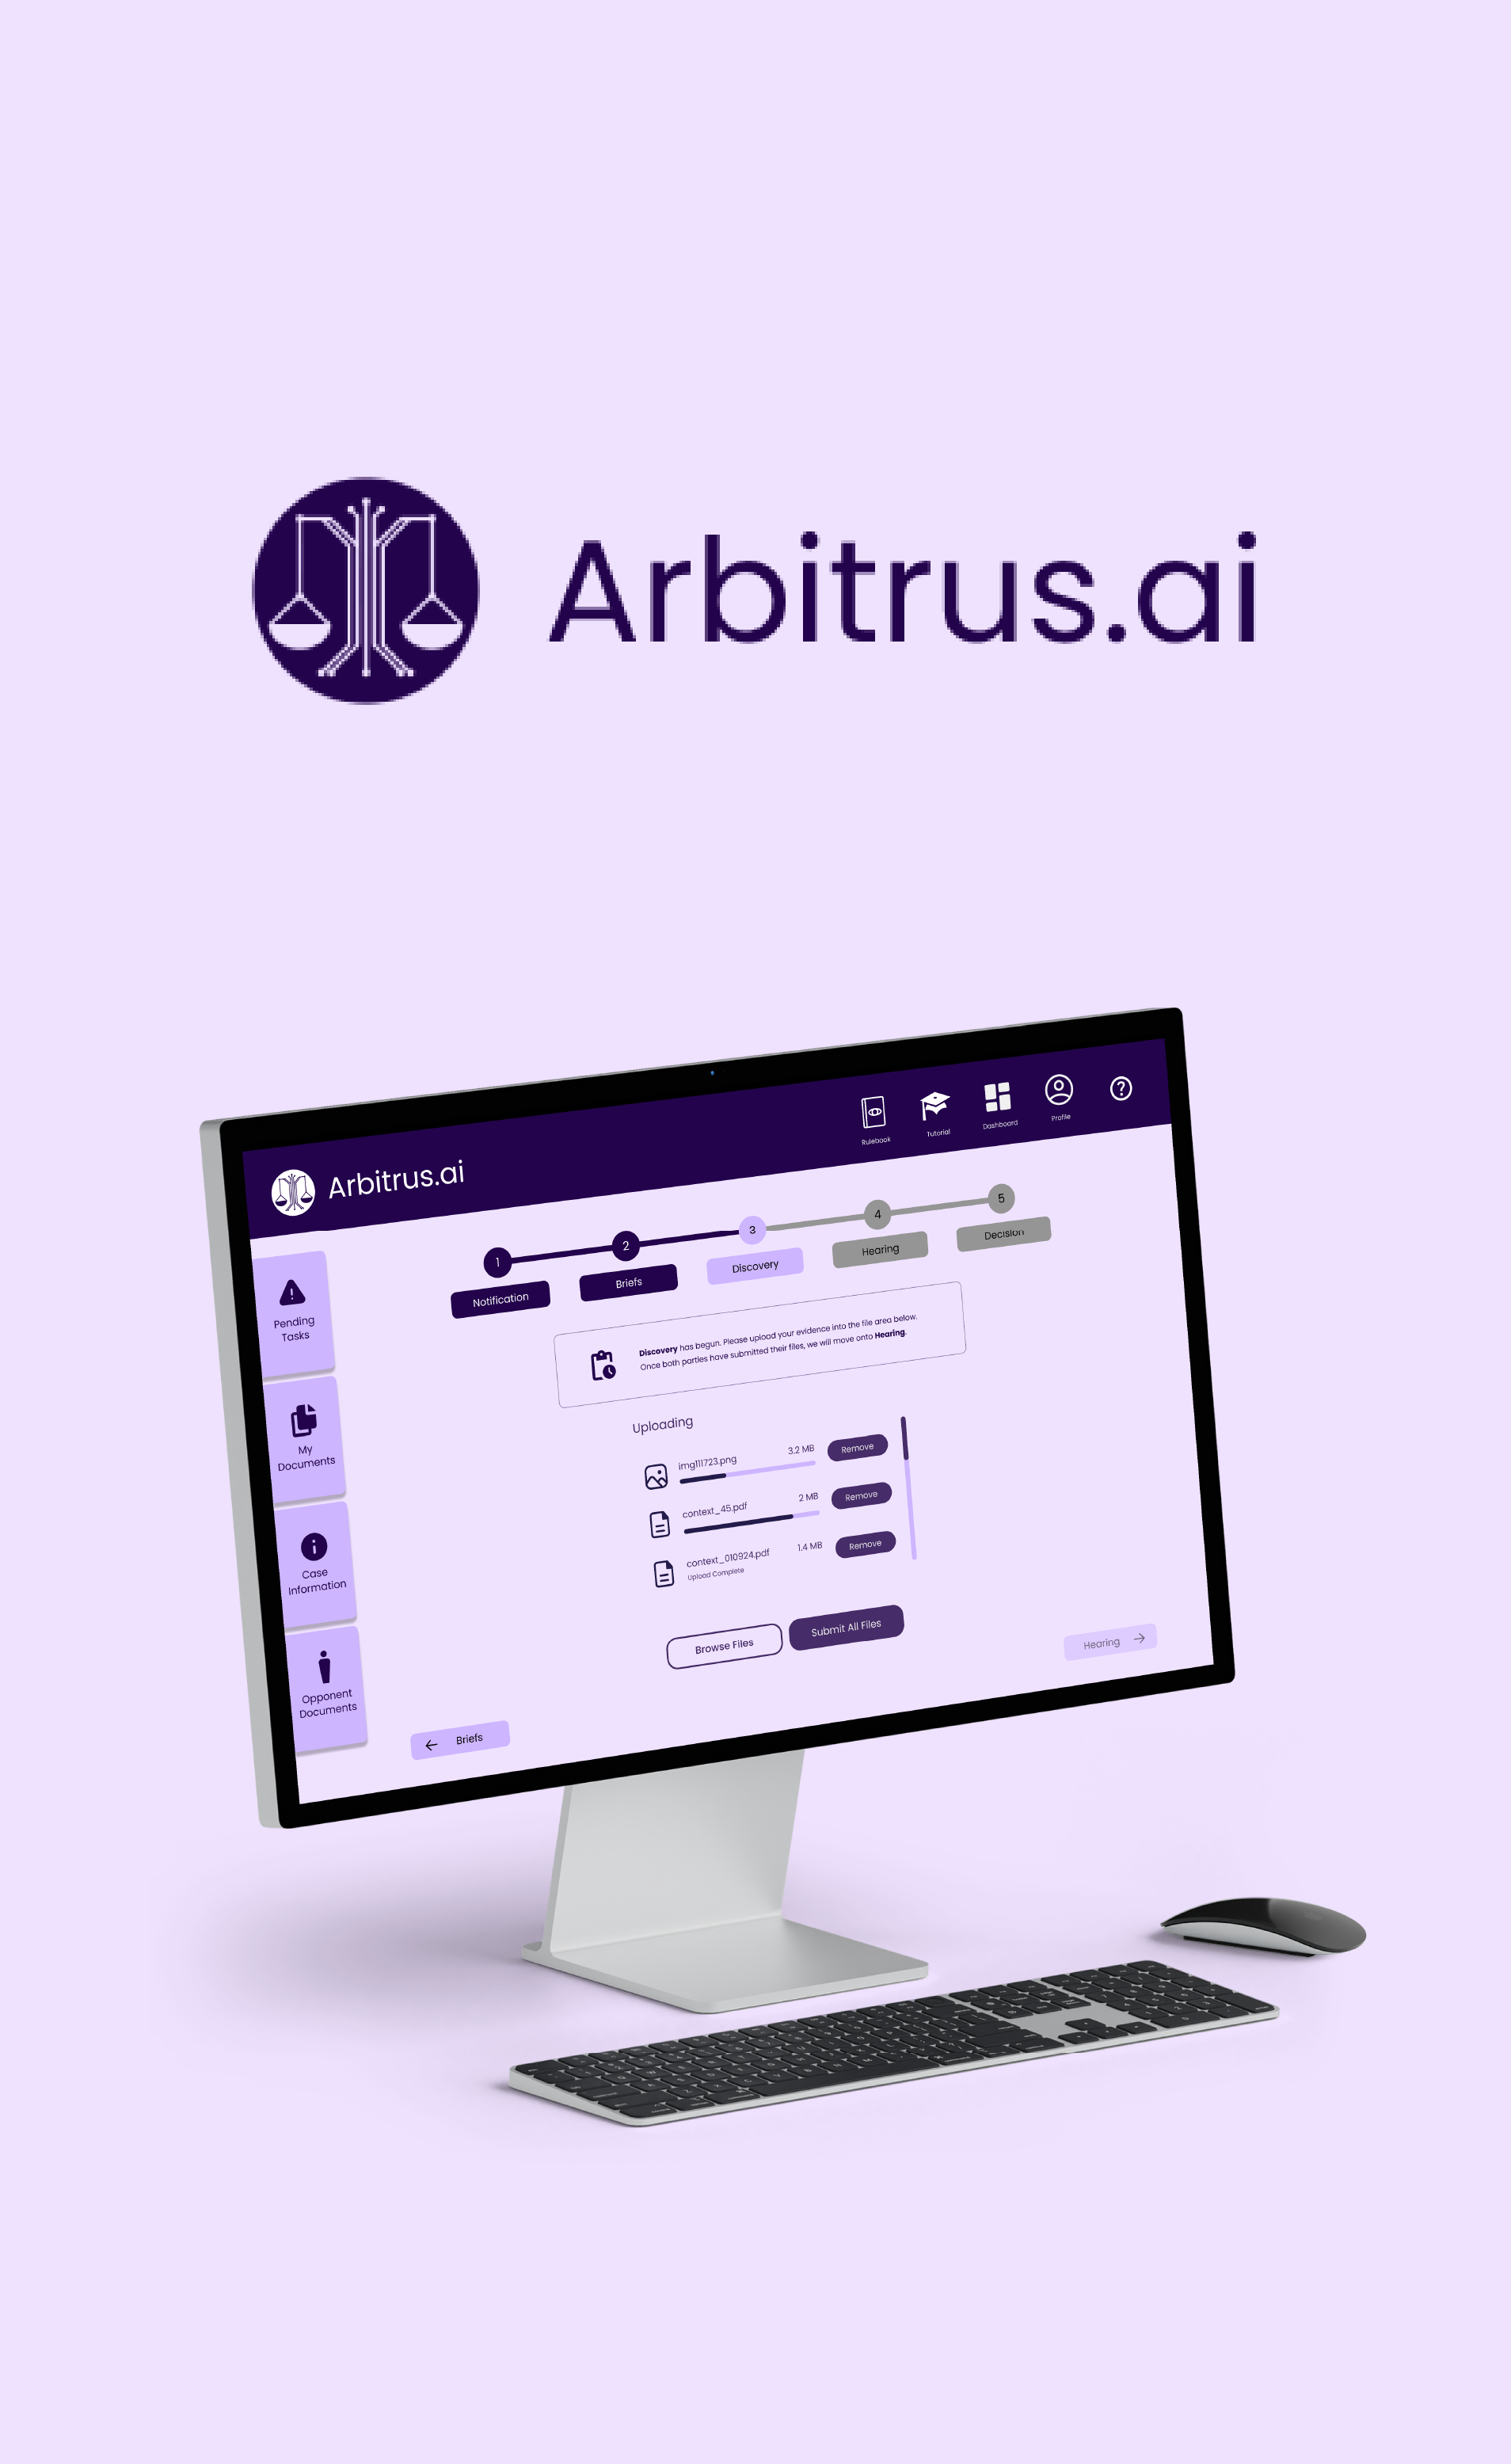 Arbitrus.ai
Arbitrus.ai
Rulebook
Tutorial
Dashboard
Profile
?
1
2
3
4
5
Notification
Briefs
Discovery
Hearing
Decision
Pending
Tasks
My
Documents
Case
Information
Opponent
Documents
Discovery has begun. Please upload your evidence into the file area below.
Once both parties have submitted their files, we will move onto Hearing.
Uploading
img111723.png
3.2 MB
Remove
context_45.pdf
2 MB
Remove
context_010924.pdf
1.4 MB
Remove
Upload Complete
Browse Files
Submit All Files
Hearing →
← Briefs